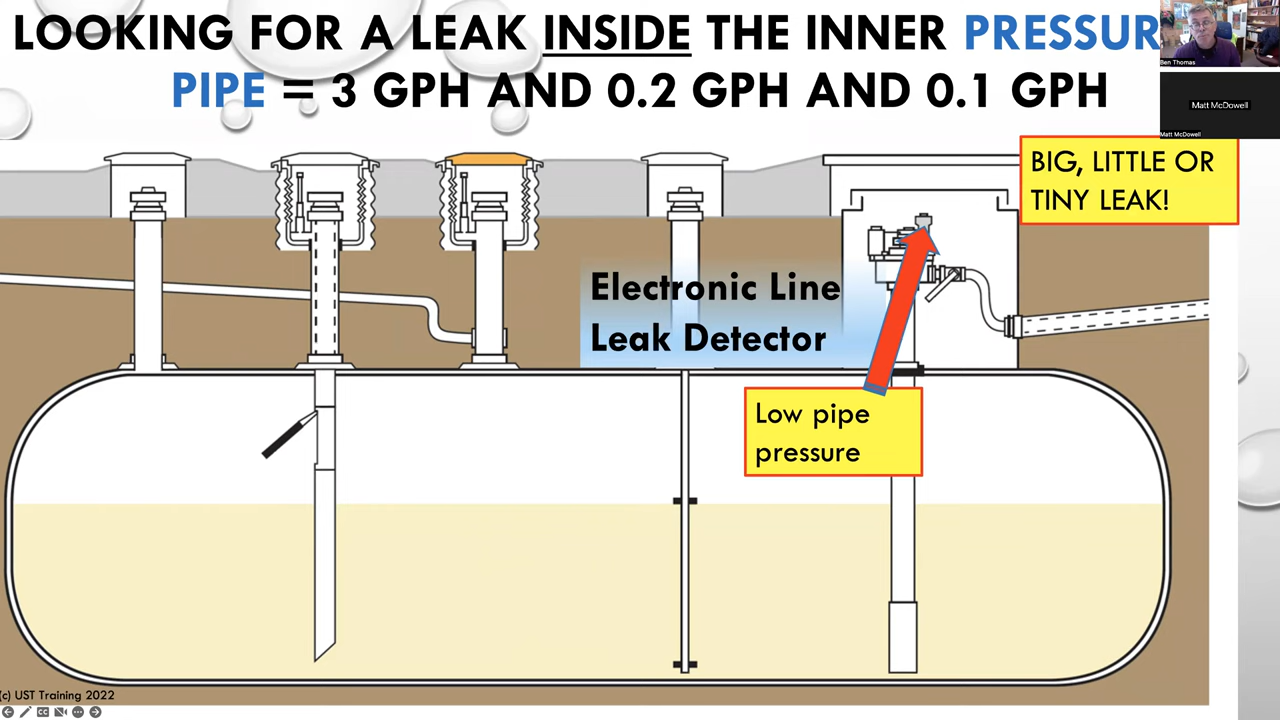 LOOKING FOR A LEAK INSIDE THE INNER PRESSUR
PIPE = 3 GPH AND 0.2 GPH AND 0.1 GPH
Ben Thomas
Matt McDowell
Matt McDowell
BIG, LITTLE OR
TINY LEAK!
Electronic Line
Leak Detector
Low pipe
pressure
(c) UST Training 2022
CC